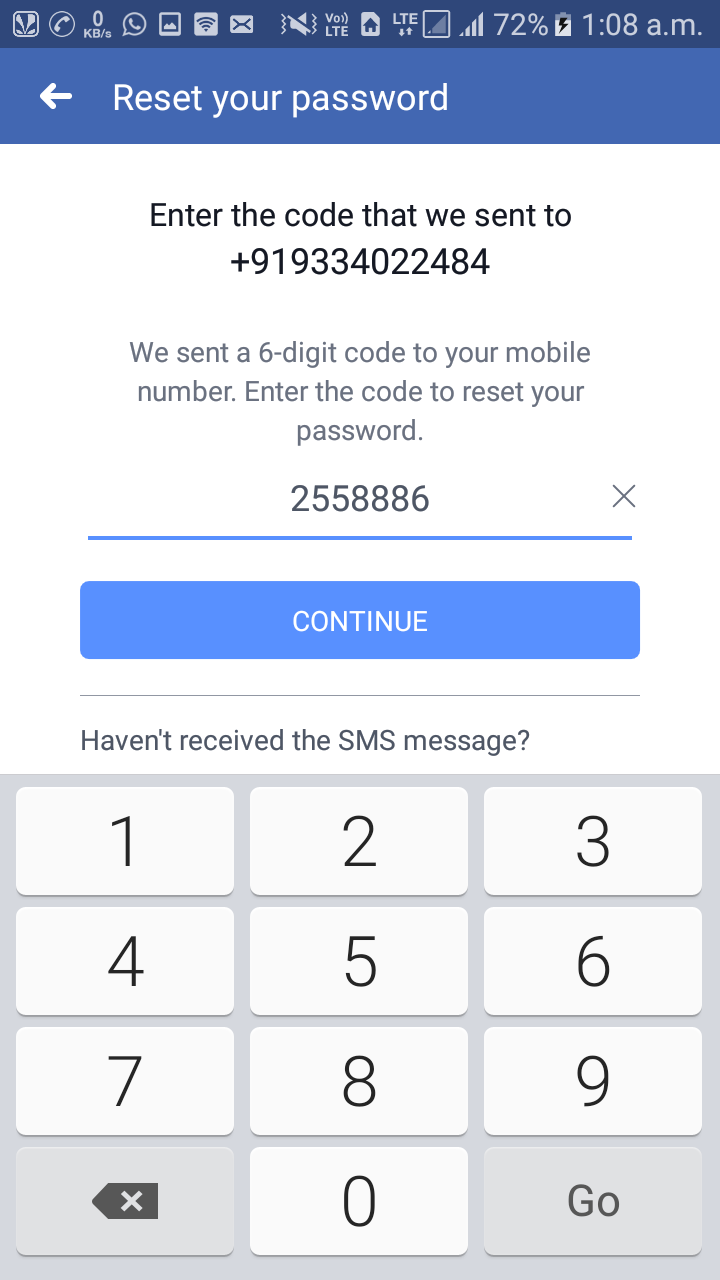 0 KB/s Vo)) LTE LTE 72% 1:08 a.m.
Reset your password
Enter the code that we sent to
+919334022484
We sent a 6-digit code to your mobile
number. Enter the code to reset your
password.
2558886
CONTINUE
Haven't received the SMS message?
1 2 3
4 5 6
7 8 9
0 Go